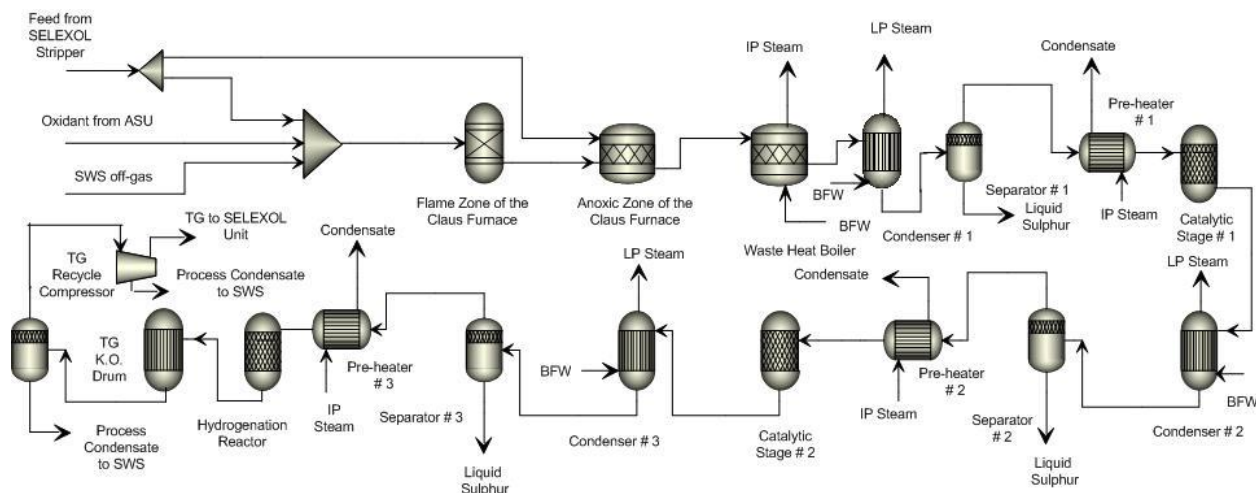 Feed from
SELEXOL
Stripper
Oxidant from ASU
SWS off-gas
Flame Zone of the
Claus Furnace
Anoxic Zone of the
Claus Furnace
IP Steam
BFW
Waste Heat Boiler
LP Steam
BFW
Condenser # 1
Separator # 1
Liquid
Sulphur
Condensate
Pre-heater
# 1
IP Steam
Catalytic
Stage # 1
LP Steam
BFW
Condenser # 2
Separator
# 2
Liquid
Sulphur
Condensate
Pre-heater
# 2
IP Steam
Catalytic
Stage # 2
LP Steam
BFW
Condenser # 3
Separator # 3
Liquid
Sulphur
Condensate
Pre-heater
# 3
IP
Steam
Hydrogenation
Reactor
TG
K.O.
Drum
Process
Condensate
to SWS
TG
Recycle
Compressor
TG to SELEXOL
Unit
Process Condensate
to SWS